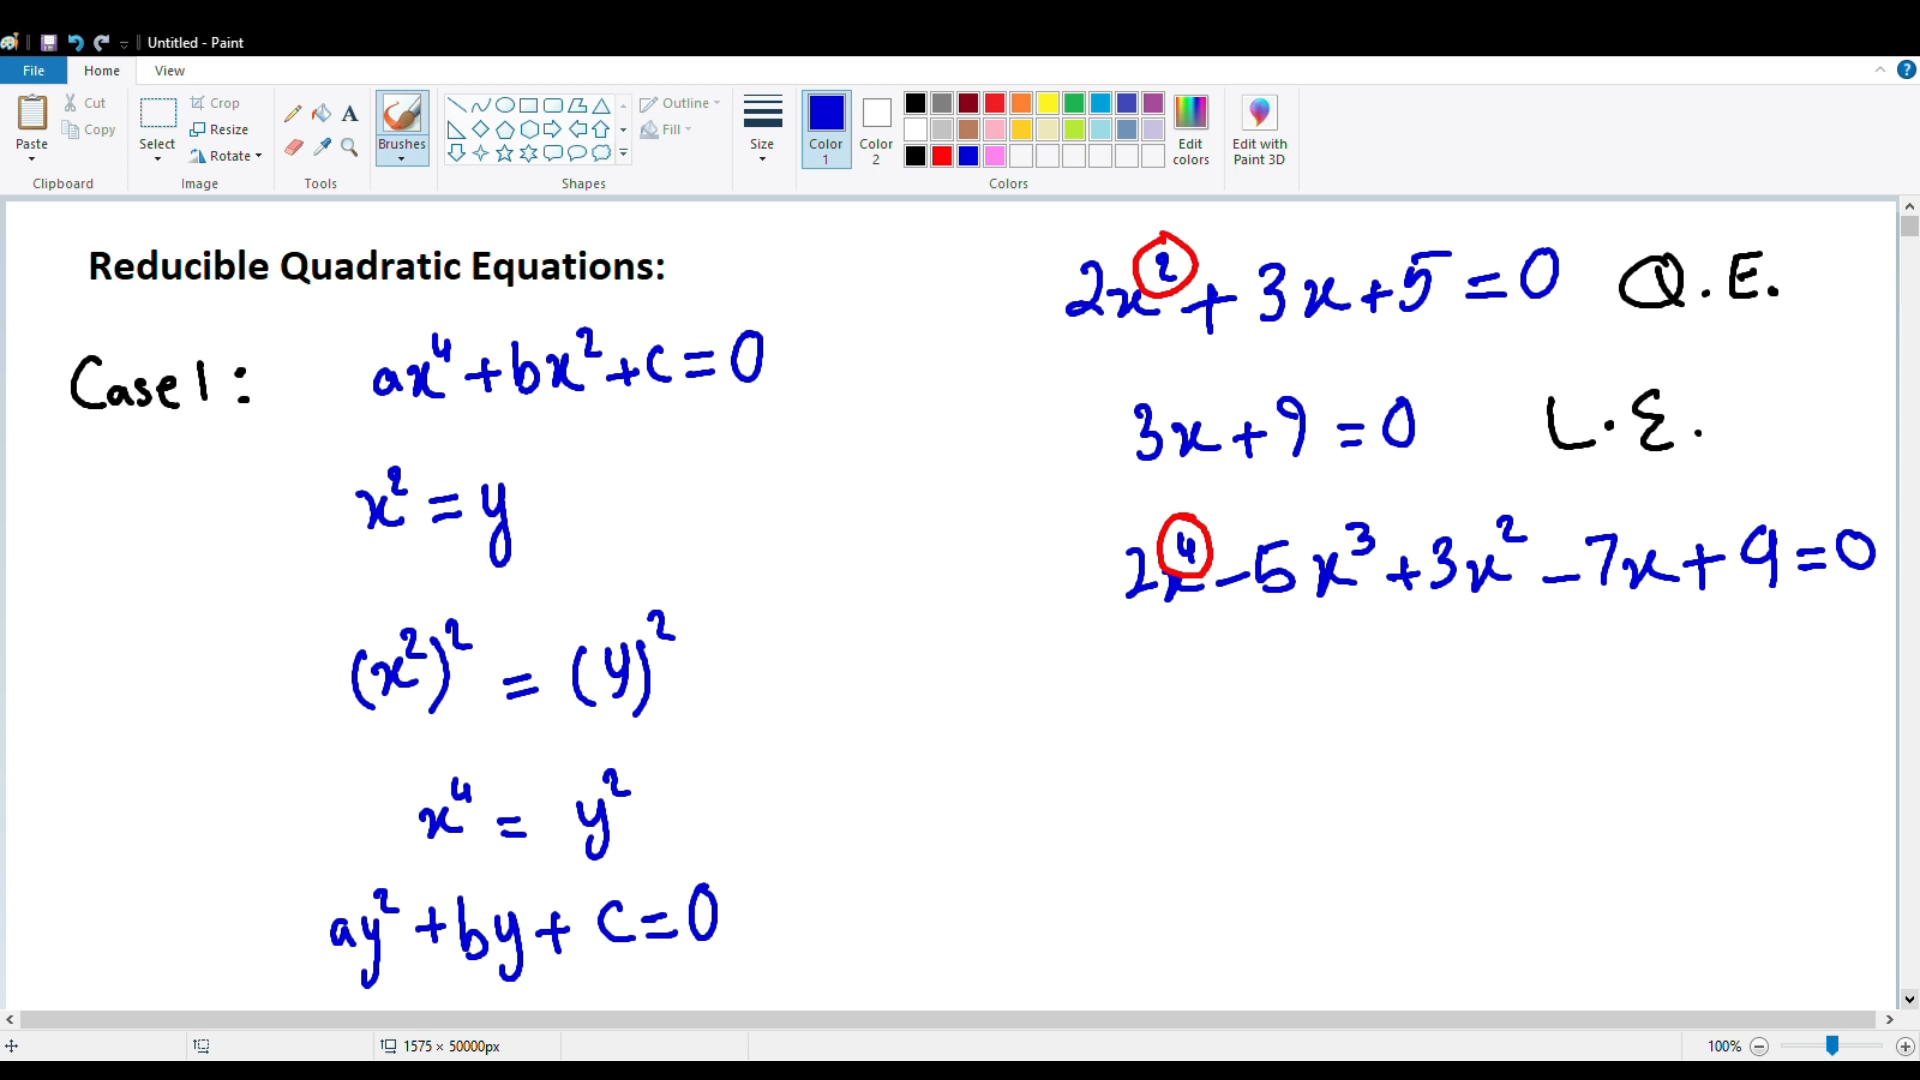 Untitled - Paint
File Home View
Paste Cut Copy Clipboard
Select Crop Resize Rotate Image
Tools
Brushes
Outline Fill Shapes
Size
Color 1 Color 2 Edit colors Colors
Edit with Paint 3D
Reducible Quadratic Equations:
Case 1 : ax⁴ + bx² + c = 0
x² = y
(x²)² = (y)²
x⁴ = y²
ay² + by + c = 0
2x² + 3x + 5 = 0 Q.E.
3x + 9 = 0 L.E.
2x⁴ - 5x³ + 3x² - 7x + 9 = 0
1575 × 50000px
100%